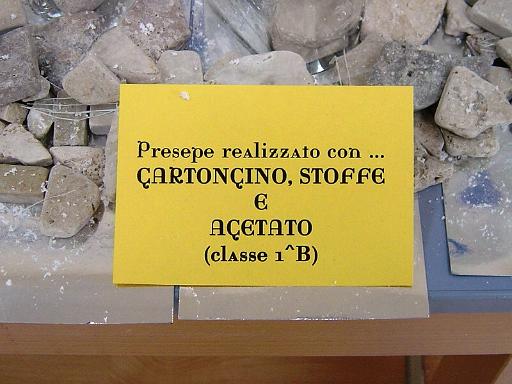 Presepe realizzato con ...
CARTONCINO, STOFFE
E
ACETATO
(classe 1^B)